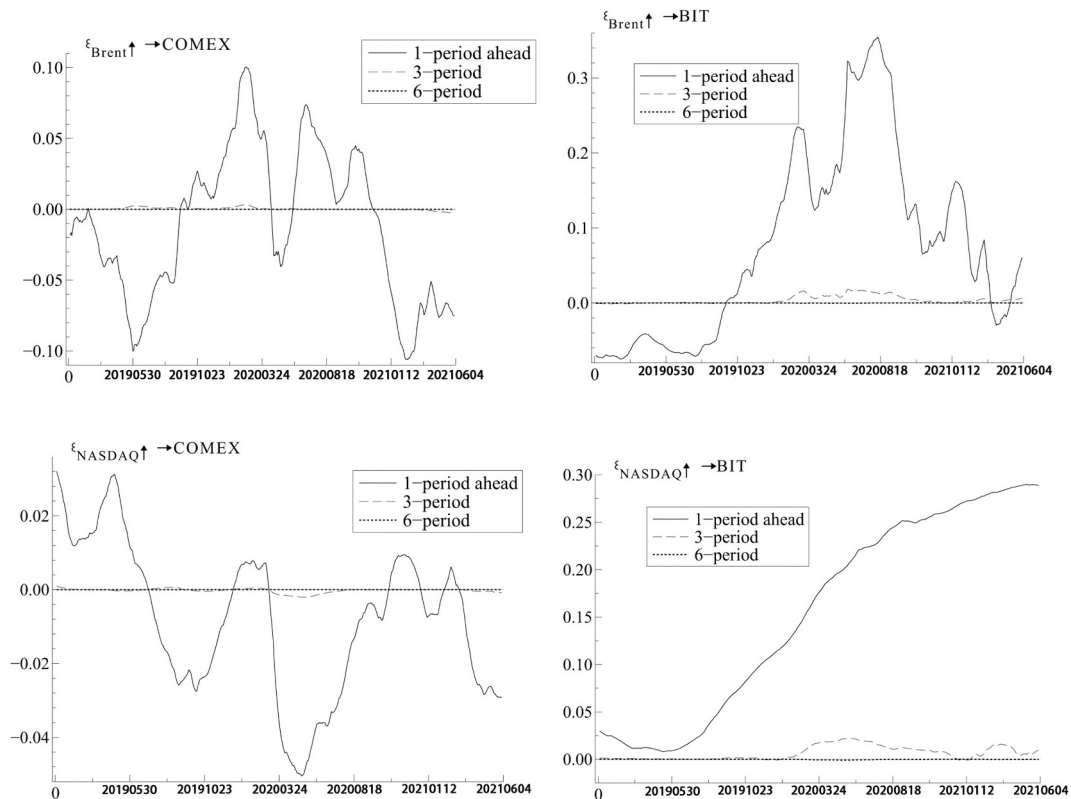 ε Brent↑ →COMEX
1−period ahead
3−period
6−period
0.10
0.05
0.00
−0.05
−0.10
0 20190530 20191023 20200324 20200818 20210112 20210604
ε Brent↑ →BIT
1−period ahead
3−period
6−period
0.3
0.2
0.1
0.0
0 20190530 20191023 20200324 20200818 20210112 20210604
ε NASDAQ↑ →COMEX
1−period ahead
3−period
6−period
0.02
0.00
−0.02
−0.04
0 20190530 20191023 20200324 20200818 20210112 20210604
ε NASDAQ↑ →BIT
0.30
1−period ahead
3−period
6−period
0.25
0.20
0.15
0.10
0.05
0.00
0 20190530 20191023 20200324 20200818 20210112 20210604